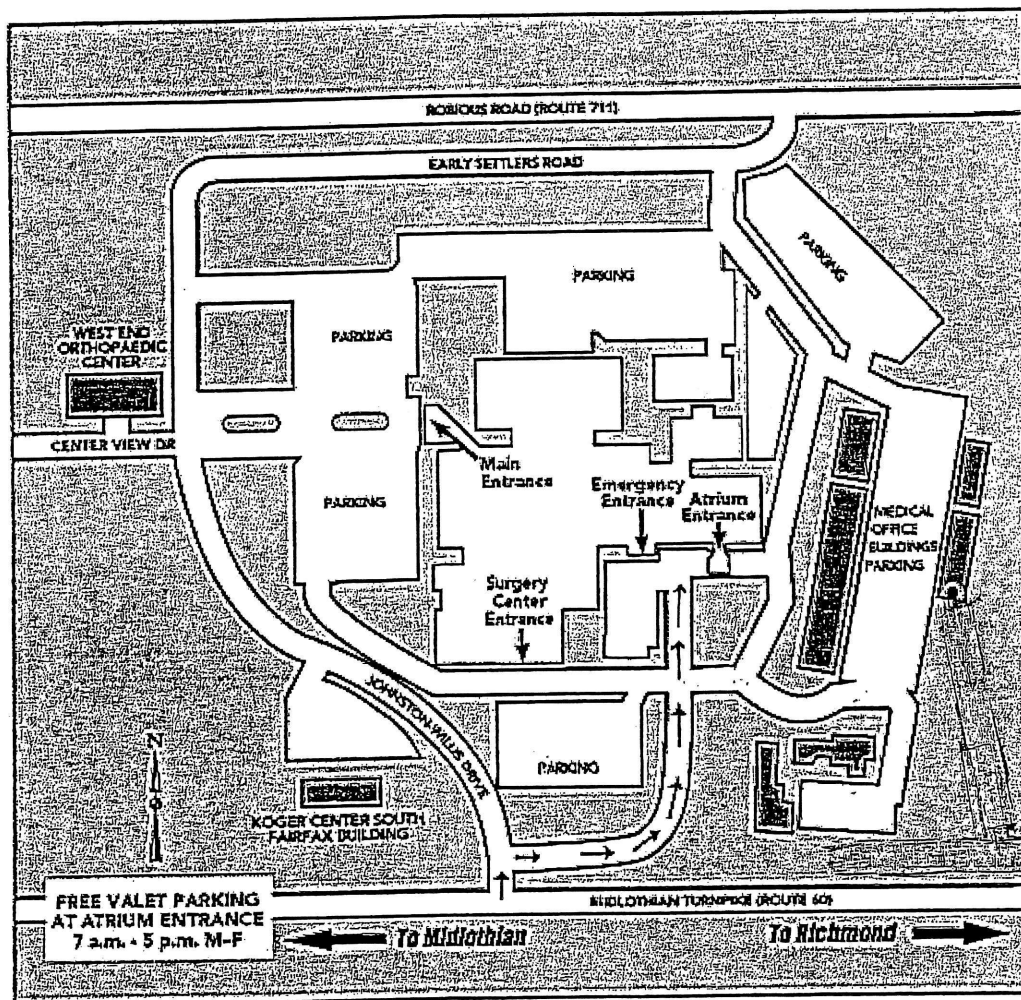 ROBIOUS ROAD (ROUTE 711)
EARLY SETTLERS ROAD
PARKING
PARKING
WEST END
ORTHOPAEDIC
CENTER
PARKING
CENTER VIEW DR
Main
Entrance
Emergency
Entrance
Atrium
Entrance
PARKING
MEDICAL
OFFICE
BUILDINGS
PARKING
Surgery
Center
Entrance
JOHNSTON-WILLIS DRIVE
PARKING
N
KOGER CENTER SOUTH
FAIRFAX BUILDING
FREE VALET PARKING
AT ATRIUM ENTRANCE
7 a.m. - 5 p.m. M-F
MIDLOTHIAN TURNPIKE (ROUTE 60)
To Midlothian
To Richmond